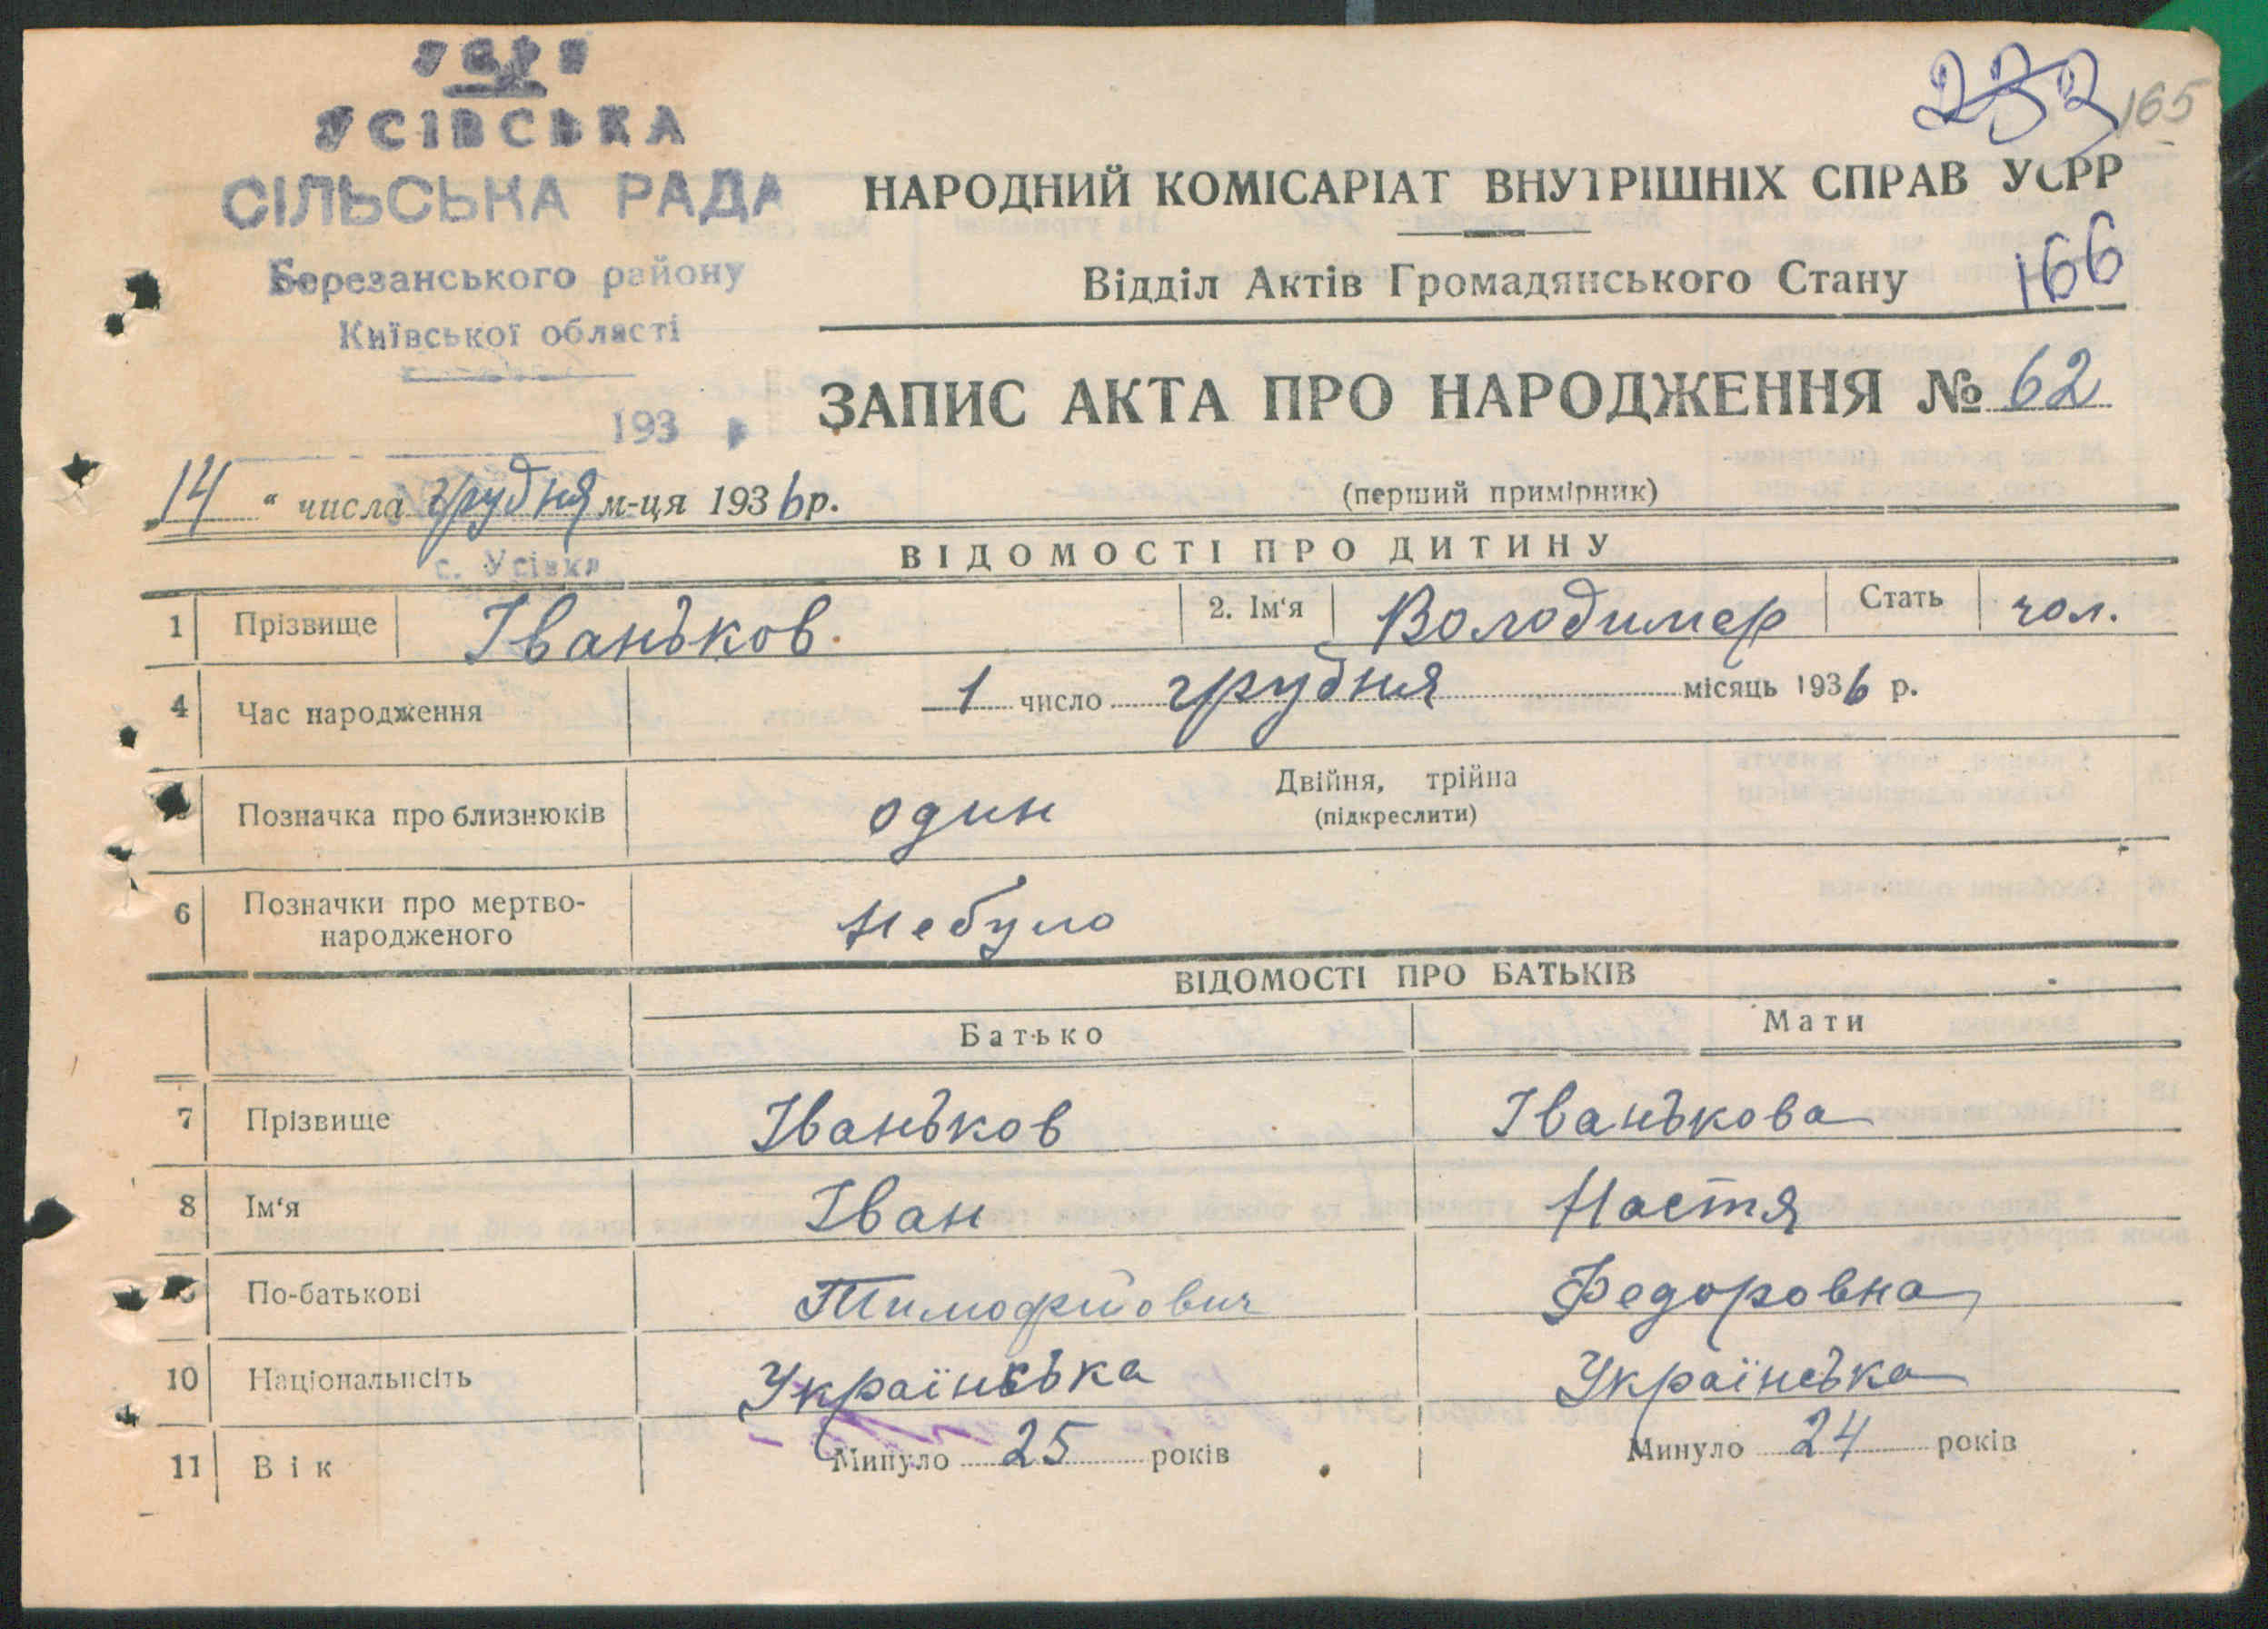 УСРР
УСІВСЬКА
СІЛЬСЬКА РАДА
Березанського району
Київської області
193 р
232 165
НАРОДНИЙ КОМІСАРІАТ ВНУТРІШНІХ СПРАВ УСРР
Відділ Актів Громадянського Стану 166
ЗАПИС АКТА ПРО НАРОДЖЕННЯ № 62
14 " числа грудня м-ця 1936 р.
(перший примірник)
с. Усівка
ВІДОМОСТІ ПРО ДИТИНУ
1 Прізвище Іваньков. 2. Ім'я Володимер Стать чол.
4 Час народження 1 число грудня місяць 1936 р.
Позначка про близнюків один Двійня, трійна
(підкреслити)
6 Позначки про мертво-
народженого Небуло
ВІДОМОСТІ ПРО БАТЬКІВ
Батько Мати
7 Прізвище Іваньков Іванькова
8 Ім'я Іван Настя
По-батькові Тимофійович Федоровна
10 Національнсіть Українська Українська
11 Вік Минуло 25 років Минуло 24 років